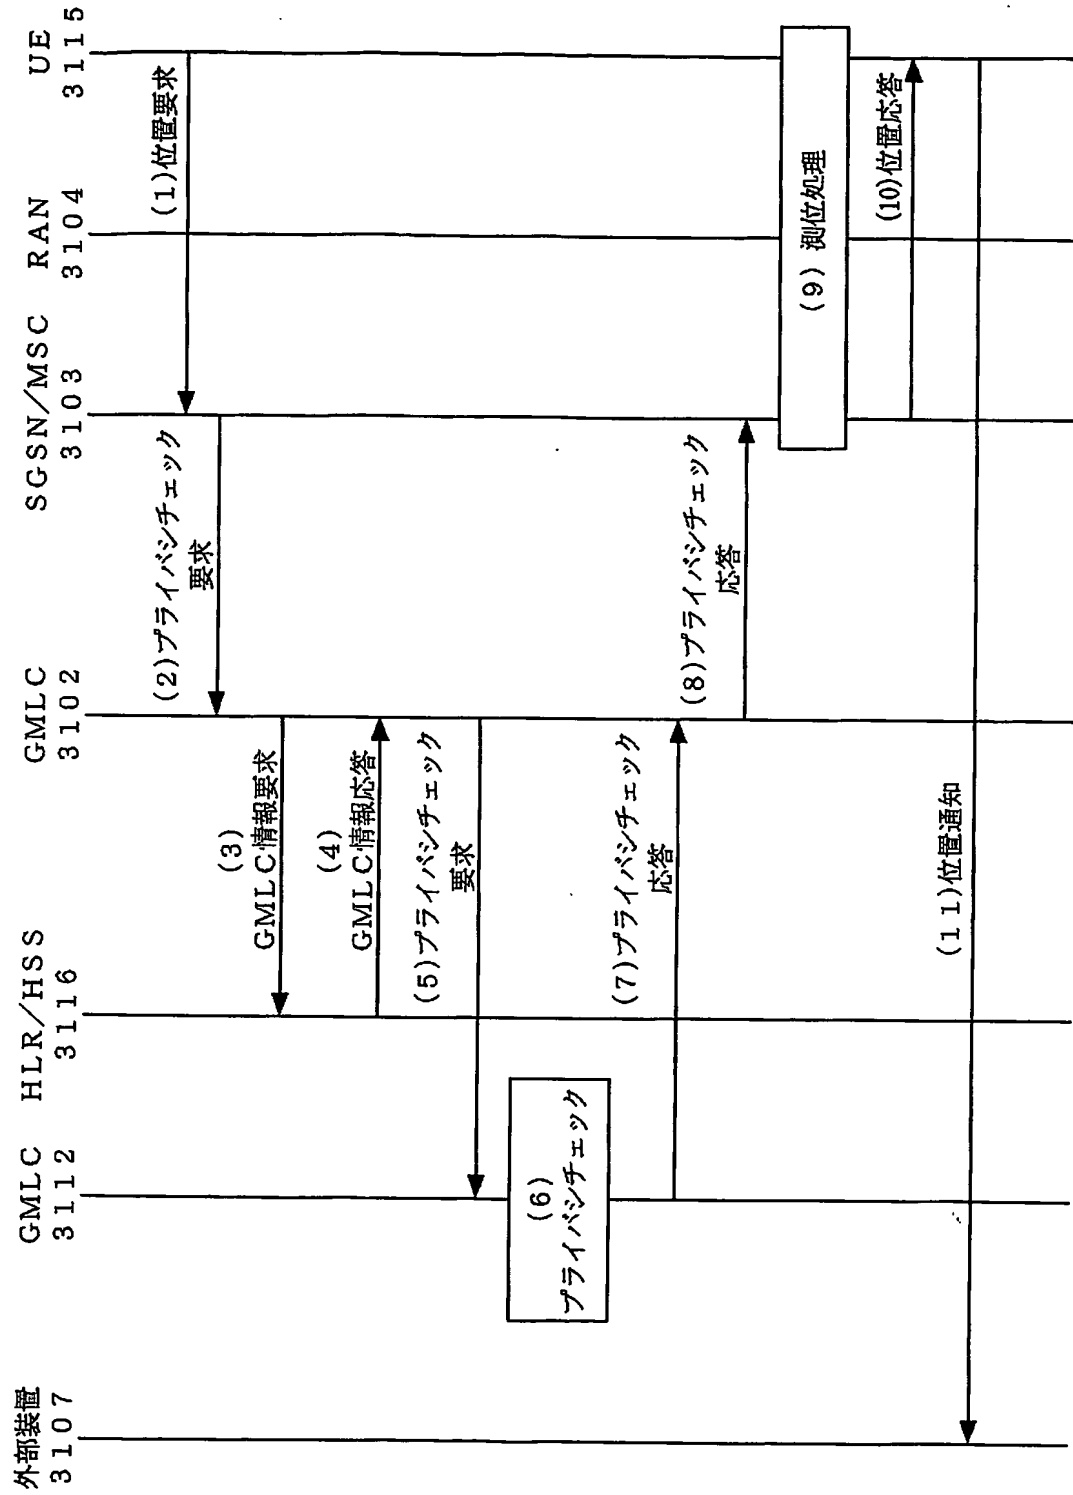 外部装置
3107
GMLC
3112
HLR/HSS
3116
GMLC
3102
SGSN/MSC
3103
RAN
3104
UE
3115
(1)位置要求
(2)プライバシチェック
要求
(3)
GMLC情報要求
(4)
GMLC情報応答
(5)プライバシチェック
要求
(6)
プライバシチェック
(7)プライバシチェック
応答
(8)プライバシチェック
応答
(9) 測位処理
(10)位置応答
(11)位置通知